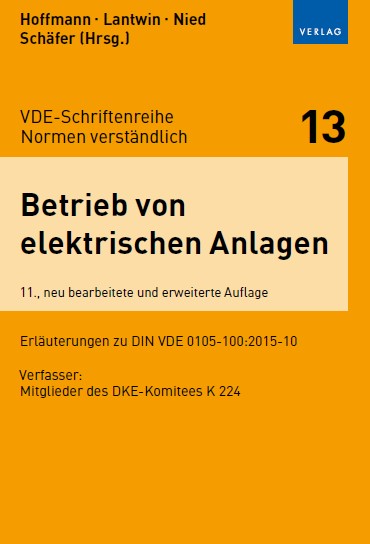 Hoffmann · Lantwin · Nied
Schäfer (Hrsg.)
VERLAG
VDE-Schriftenreihe
Normen verständlich
13
Betrieb von
elektrischen Anlagen
11., neu bearbeitete und erweiterte Auflage
Erläuterungen zu DIN VDE 0105-100:2015-10
Verfasser:
Mitglieder des DKE-Komitees K 224